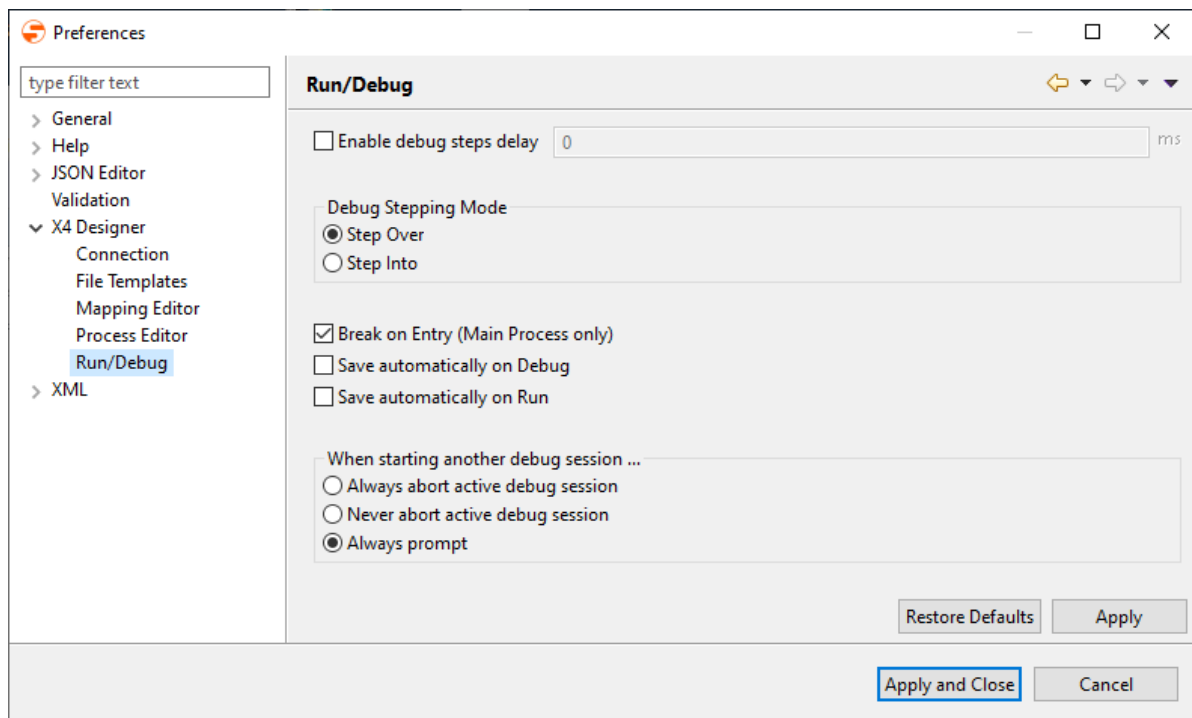 Preferences
type filter text
General
Help
JSON Editor
Validation
X4 Designer
Connection
File Templates
Mapping Editor
Process Editor
Run/Debug
XML
Run/Debug
Enable debug steps delay 0 ms
Debug Stepping Mode
Step Over
Step Into
Break on Entry (Main Process only)
Save automatically on Debug
Save automatically on Run
When starting another debug session ...
Always abort active debug session
Never abort active debug session
Always prompt
Restore Defaults Apply
Apply and Close Cancel